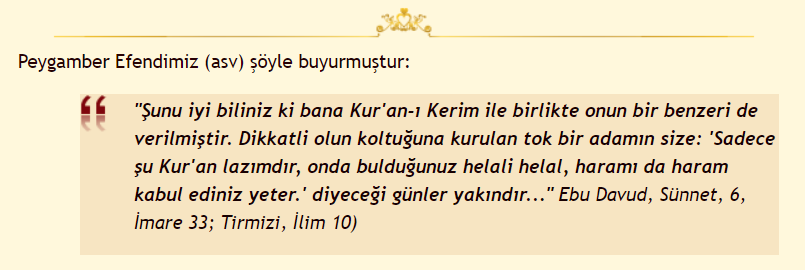 Peygamber Efendimiz (asv) şöyle buyurmuştur:
"Şunu iyi biliniz ki bana Kur'an-ı Kerim ile birlikte onun bir benzeri de
verilmiştir. Dikkatli olun koltuğuna kurulan tok bir adamın size: 'Sadece
şu Kur'an lazımdır, onda bulduğunuz helali helal, haramı da haram
kabul ediniz yeter.' diyeceği günler yakındır..." Ebu Davud, Sünnet, 6,
İmare 33; Tirmizi, İlim 10)